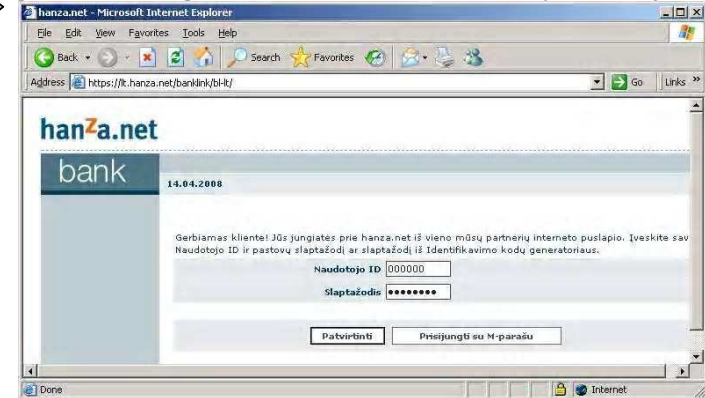 hanza.net - Microsoft Internet Explorer
File Edit View Favorites Tools Help
Back Search Favorites
Address https://lt.hanza.net/banklink/bl-lt/ Go Links »
hanza.net
bank
14.04.2008
Gerbiamas kliente! Jūs jungiatės prie hanza.net iš vieno mūsų partnerių interneto puslapio. Įveskite sav
Naudotojo ID ir pastovų slaptažodį ar slaptažodį iš Identifikavimo kodų generatoriaus.
Naudotojo ID 000000
Slaptažodis ••••••••
Patvirtinti Prisijungti su M-parašu
Done Internet